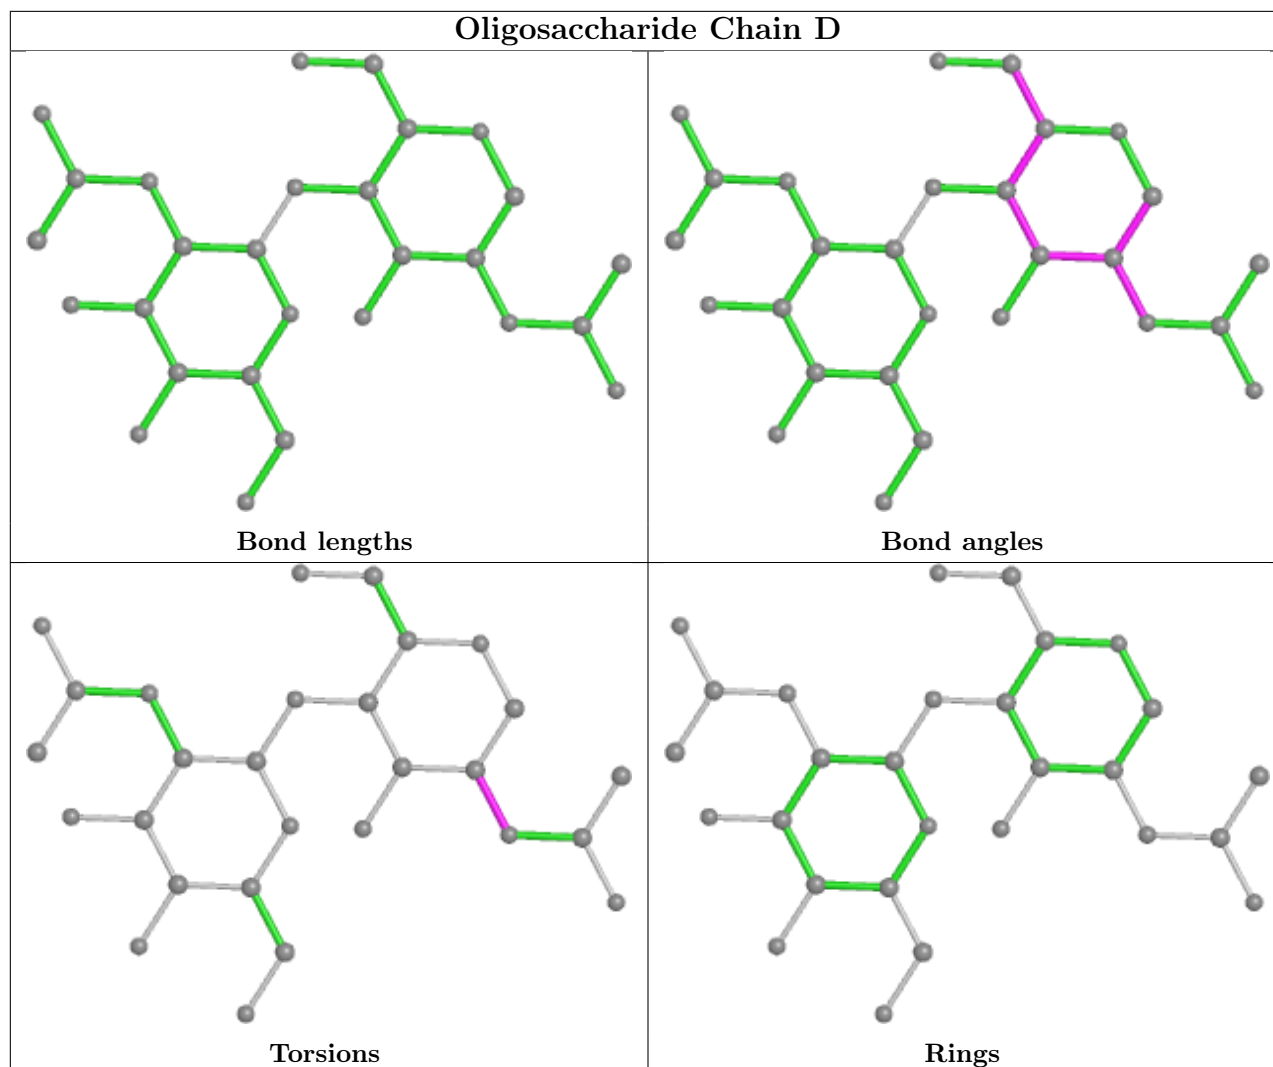 Oligosaccharide Chain D
Bond lengths
Bond angles
Torsions
Rings